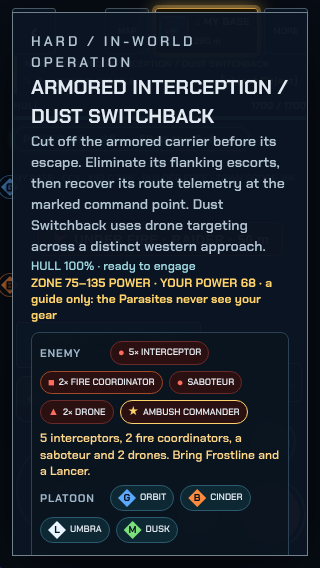 HARD / IN-WORLD
OPERATION
ARMORED INTERCEPTION /
DUST SWITCHBACK
Cut off the armored carrier before its
escape. Eliminate its flanking escorts,
then recover its route telemetry at the
marked command point. Dust
Switchback uses drone targeting
across a distinct western approach.
HULL 100% · ready to engage
ZONE 75–135 POWER · YOUR POWER 68 · a
guide only: the Parasites never see your
gear
ENEMY
5× INTERCEPTOR
2× FIRE COORDINATOR
SABOTEUR
2× DRONE
AMBUSH COMMANDER
5 interceptors, 2 fire coordinators, a
saboteur and 2 drones. Bring Frostline and
a Lancer.
PLATOON
G ORBIT
B CINDER
L UMBRA
M DUSK